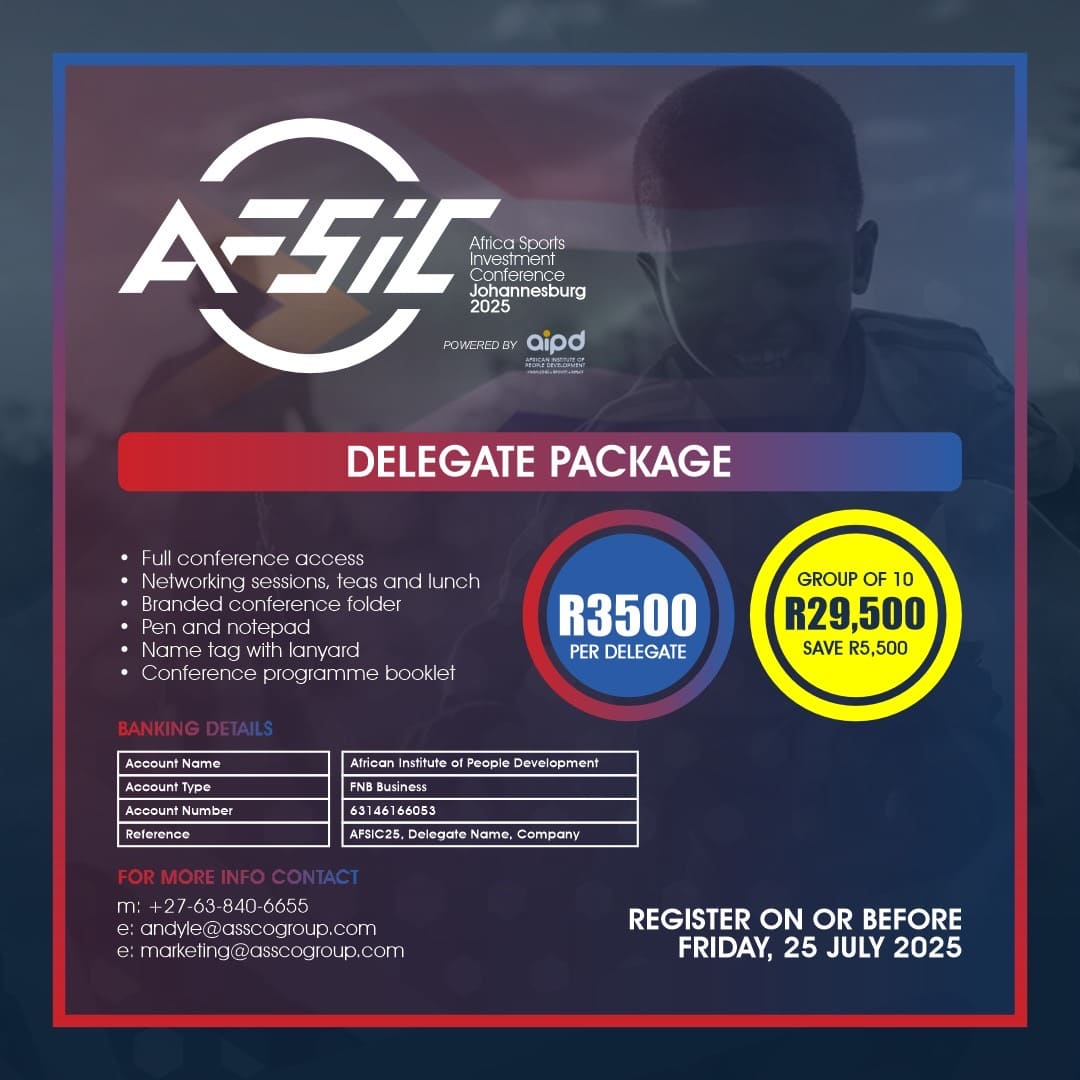 AFSiC
Africa Sports
Investment
Conference
Johannesburg
2025
POWERED BY aipd
AFRICAN INSTITUTE OF
PEOPLE DEVELOPMENT
DELEGATE PACKAGE
• Full conference access
• Networking sessions, teas and lunch
• Branded conference folder
• Pen and notepad
• Name tag with lanyard
• Conference programme booklet
R3500
PER DELEGATE
GROUP OF 10
R29,500
SAVE R5,500
BANKING DETAILS
Account Name African Institute of People Development
Account Type FNB Business
Account Number 63146166053
Reference AFSIC25, Delegate Name, Company
FOR MORE INFO CONTACT
m: +27-63-840-6655
e: andyle@asscogroup.com
e: marketing@asscogroup.com
REGISTER ON OR BEFORE
FRIDAY, 25 JULY 2025